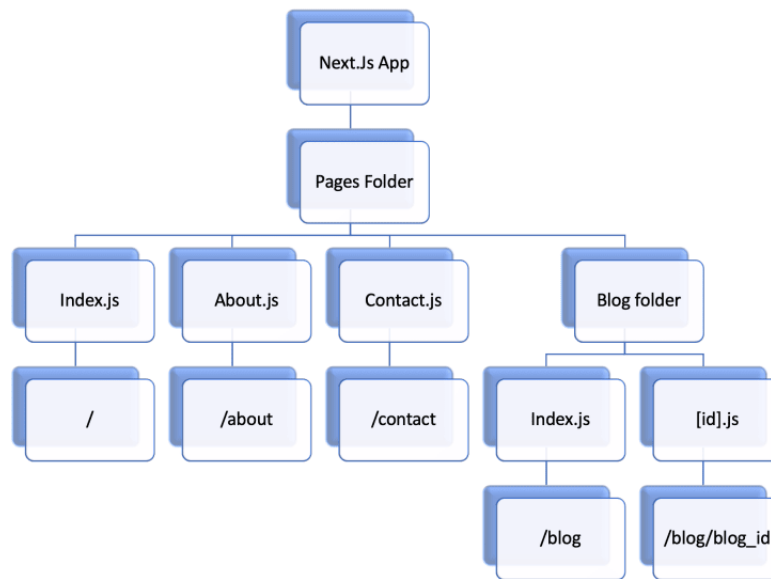 Next.Js App
Pages Folder
Index.js
About.js
Contact.js
Blog folder
/
/about
/contact
Index.js
[id].js
/blog
/blog/blog_id